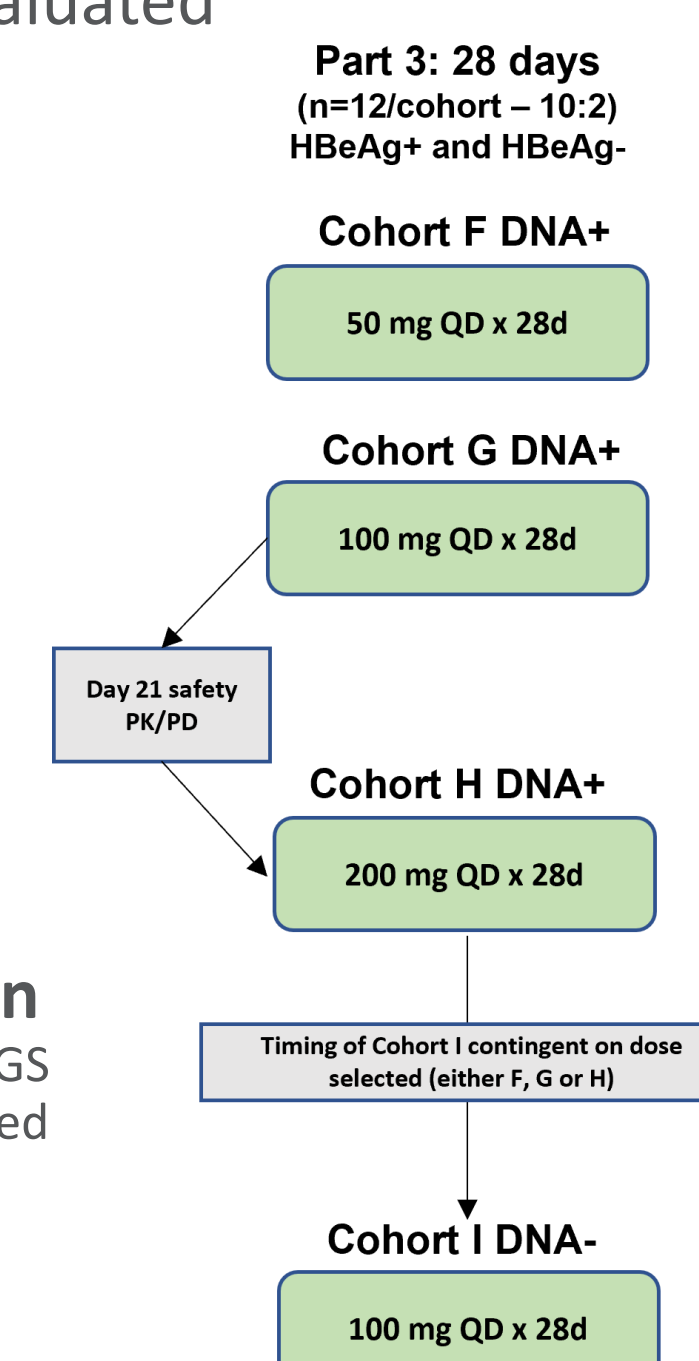 Part 3: 28 days
(n=12/cohort – 10:2)
HBeAg+ and HBeAg-
Cohort F DNA+
50 mg QD x 28d
Cohort G DNA+
100 mg QD x 28d
Day 21 safety
PK/PD
Cohort H DNA+
200 mg QD x 28d
Timing of Cohort I contingent on dose
selected (either F, G or H)
Cohort I DNA-
100 mg QD x 28d